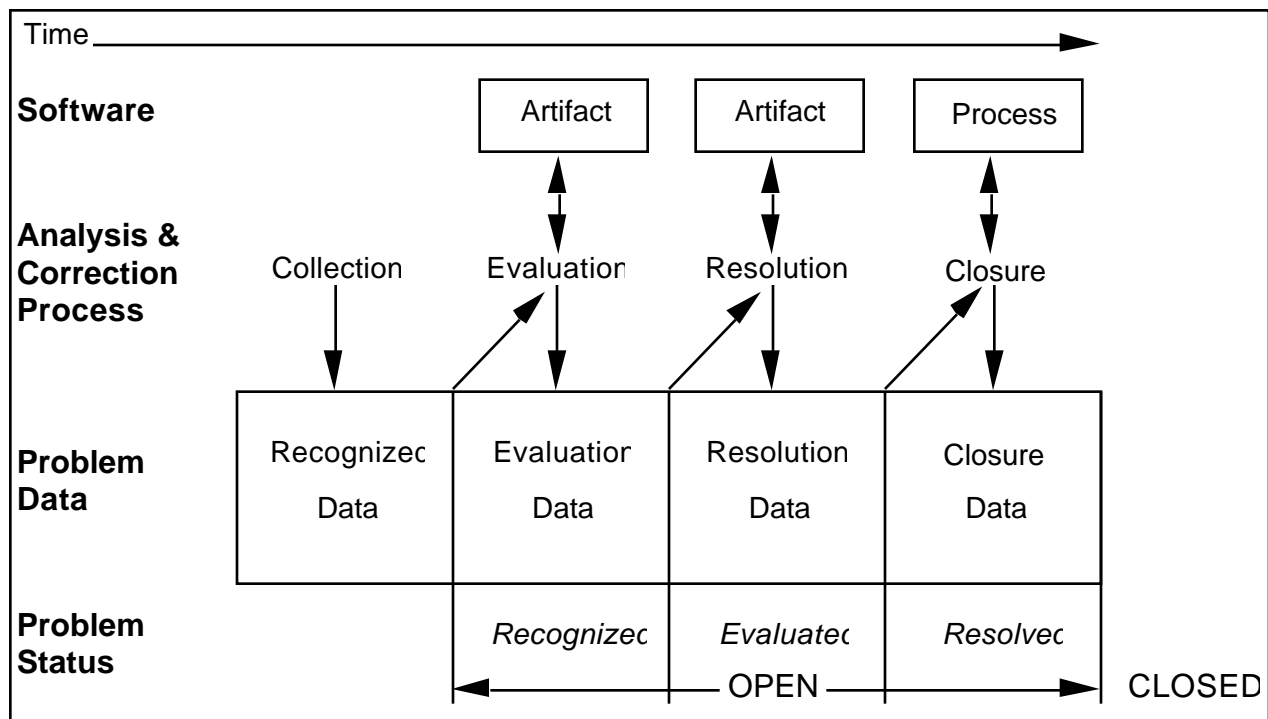 Time
Software
Artifact
Artifact
Process
Analysis &
Correction
Process
Collection
Evaluation
Resolution
Closure
Problem
Data
Recognized
Data
Evaluation
Data
Resolution
Data
Closure
Data
Problem
Status
Recognized
Evaluated
Resolved
OPEN
CLOSED